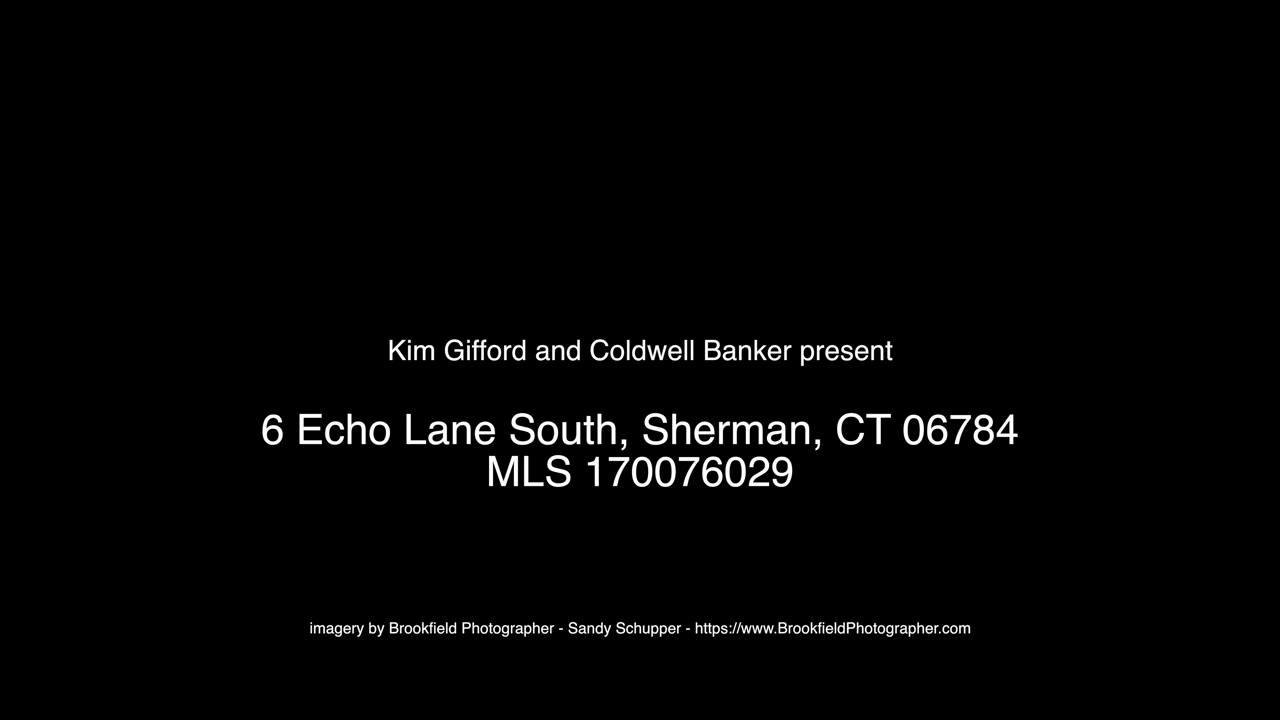 Kim Gifford and Coldwell Banker present
6 Echo Lane South, Sherman, CT 06784
MLS 170076029
imagery by Brookfield Photographer - Sandy Schupper - https://www.BrookfieldPhotographer.com